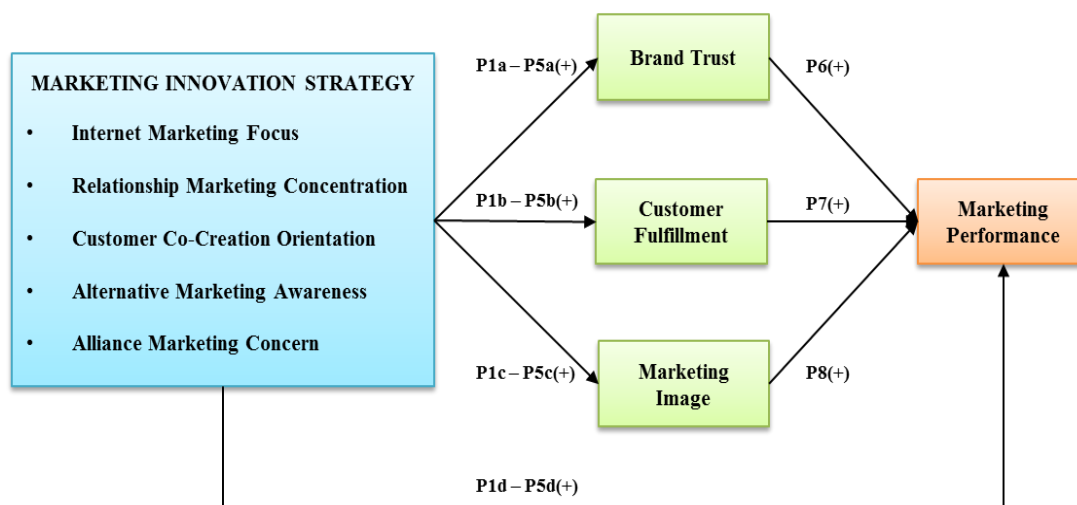 MARKETING INNOVATION STRATEGY
• Internet Marketing Focus
• Relationship Marketing Concentration
• Customer Co-Creation Orientation
• Alternative Marketing Awareness
• Alliance Marketing Concern
P1a – P5a(+)
P1b – P5b(+)
P1c – P5c(+)
P1d – P5d(+)
Brand Trust
Customer
Fulfillment
Marketing
Image
P6(+)
P7(+)
P8(+)
Marketing
Performance